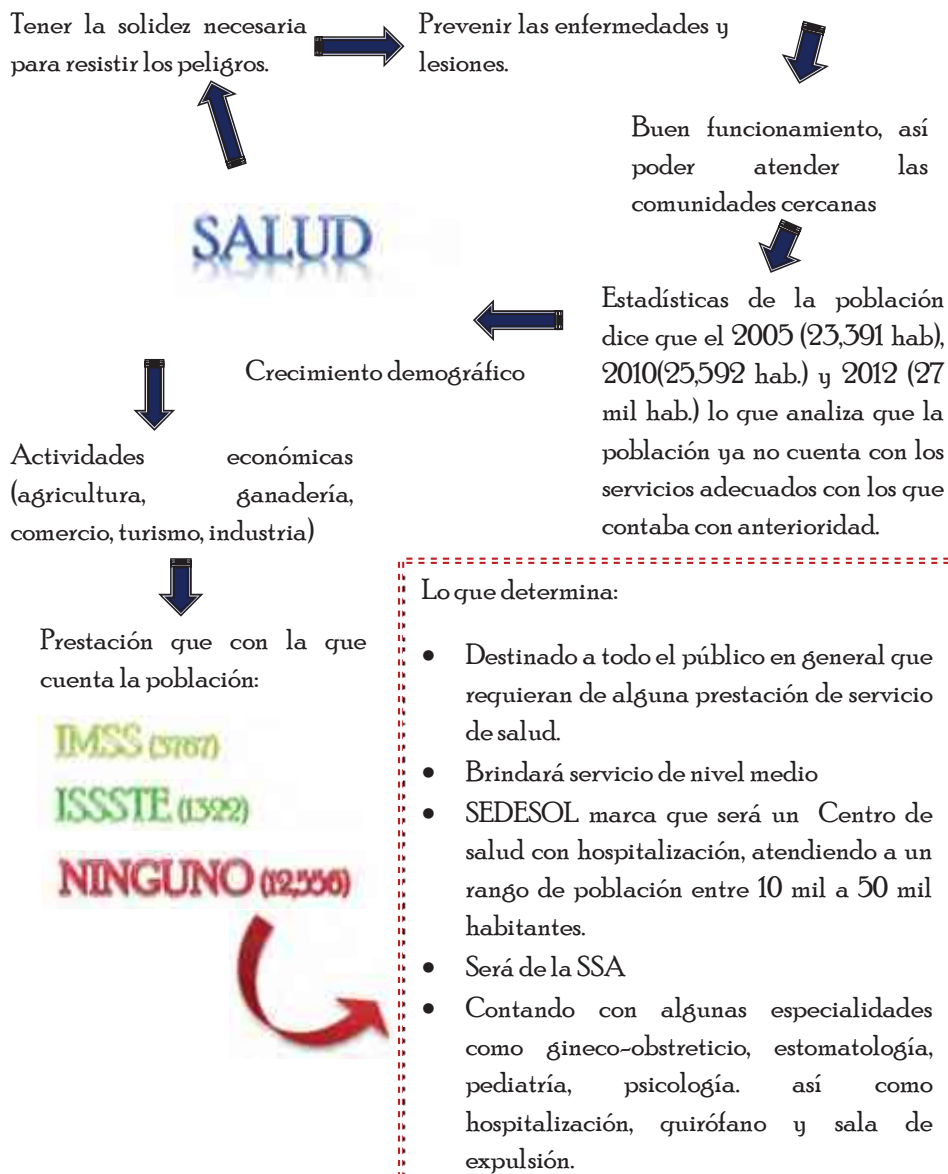 Tener la solidez necesaria
para resistir los peligros.
Prevenir las enfermedades y
lesiones.
Buen funcionamiento, así
poder atender las
comunidades cercanas
SALUD
Estadísticas de la población
dice que el 2005 (23,391 hab),
2010(25,592 hab.) y 2012 (27
mil hab.) lo que analiza que la
población ya no cuenta con los
servicios adecuados con los que
contaba con anterioridad.
Crecimiento demográfico
Actividades económicas
(agricultura, ganadería,
comercio, turismo, industria)
Prestación que con la que
cuenta la población:
IMSS (3767)
ISSSTE (1322)
NINGUNO (12,556)
Lo que determina:
• Destinado a todo el público en general que
requieran de alguna prestación de servicio
de salud.
• Brindará servicio de nivel medio
• SEDESOL marca que será un Centro de
salud con hospitalización, atendiendo a un
rango de población entre 10 mil a 50 mil
habitantes.
• Será de la SSA
• Contando con algunas especialidades
como gineco-obstreticio, estomatología,
pediatría, psicología. así como
hospitalización, quirófano y sala de
expulsión.